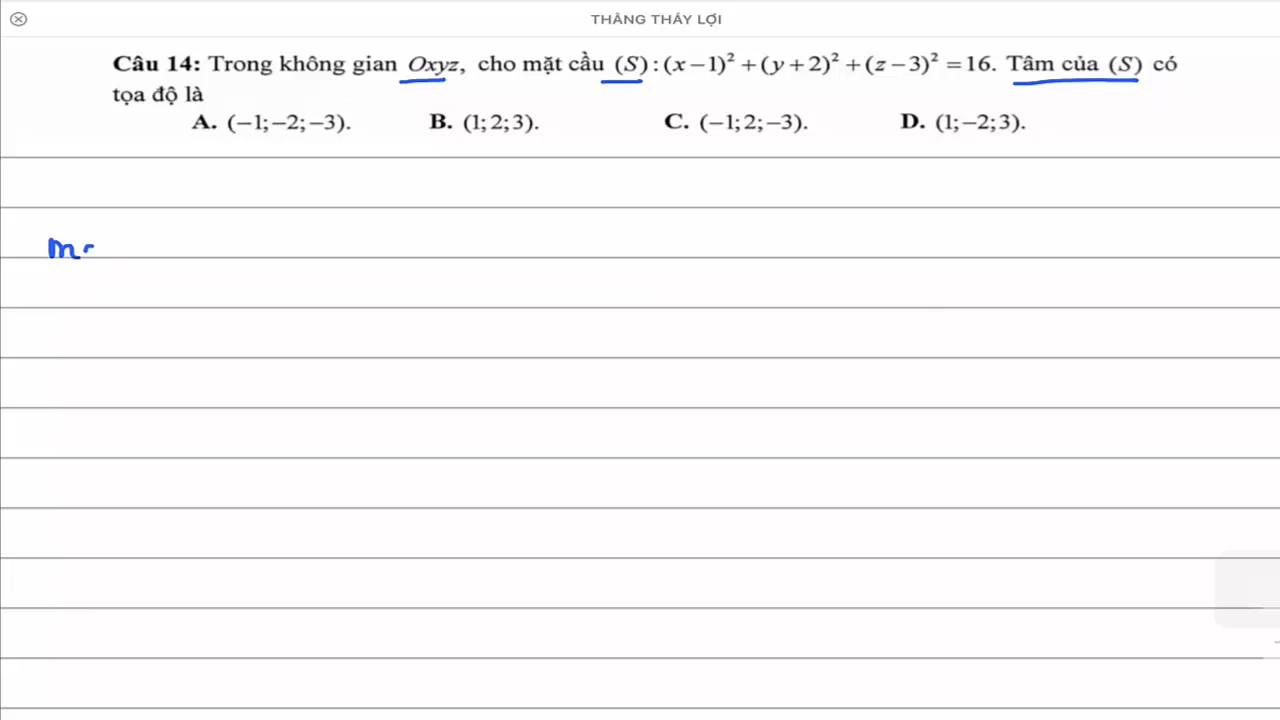 THẦNG THẦY LỢI
Câu 14: Trong không gian Oxyz, cho mặt cầu (S):(x−1)² +(y+2)² +(z−3)² =16. Tâm của (S) có
tọa độ là
A. (−1;−2;−3). B. (1;2;3). C. (−1;2;−3). D. (1;−2;3).